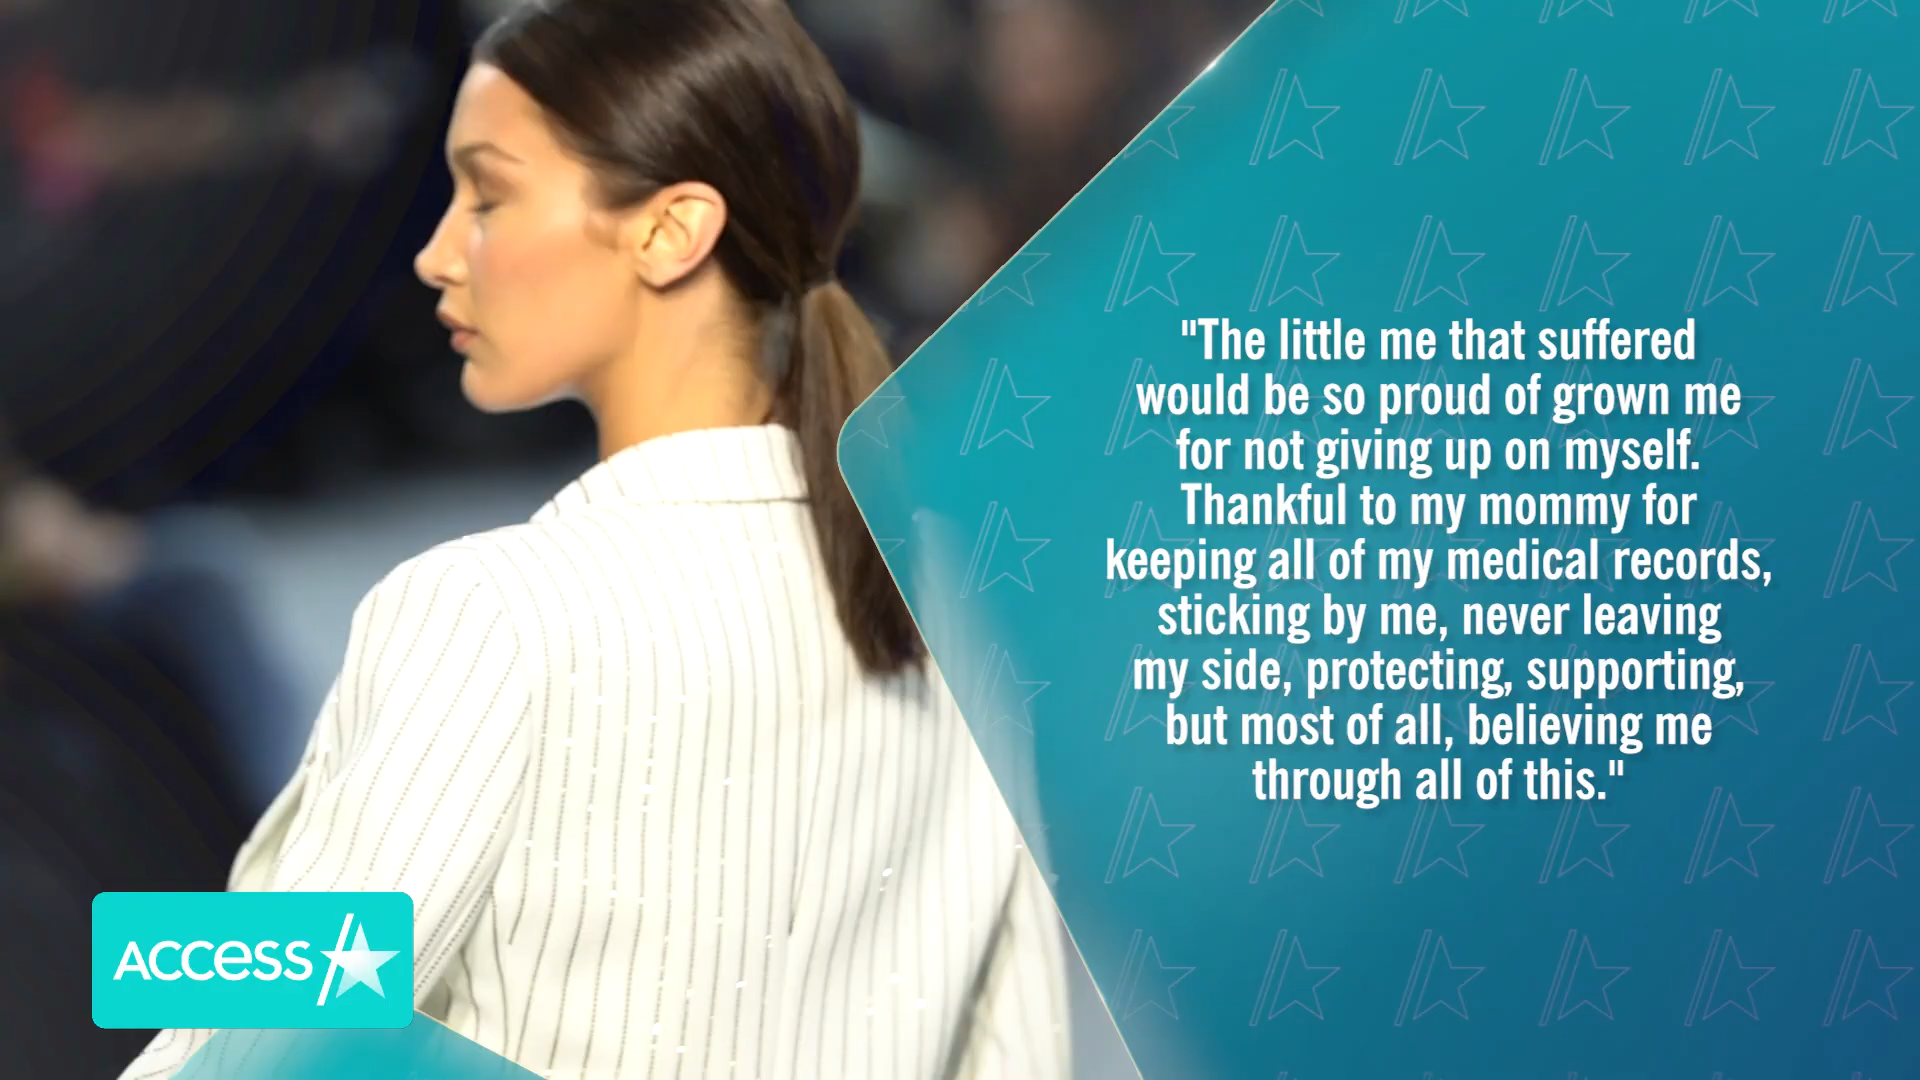 "The little me that suffered
would be so proud of grown me
for not giving up on myself.
Thankful to my mommy for
keeping all of my medical records,
sticking by me, never leaving
my side, protecting, supporting,
but most of all, believing me
through all of this."
ACCESS